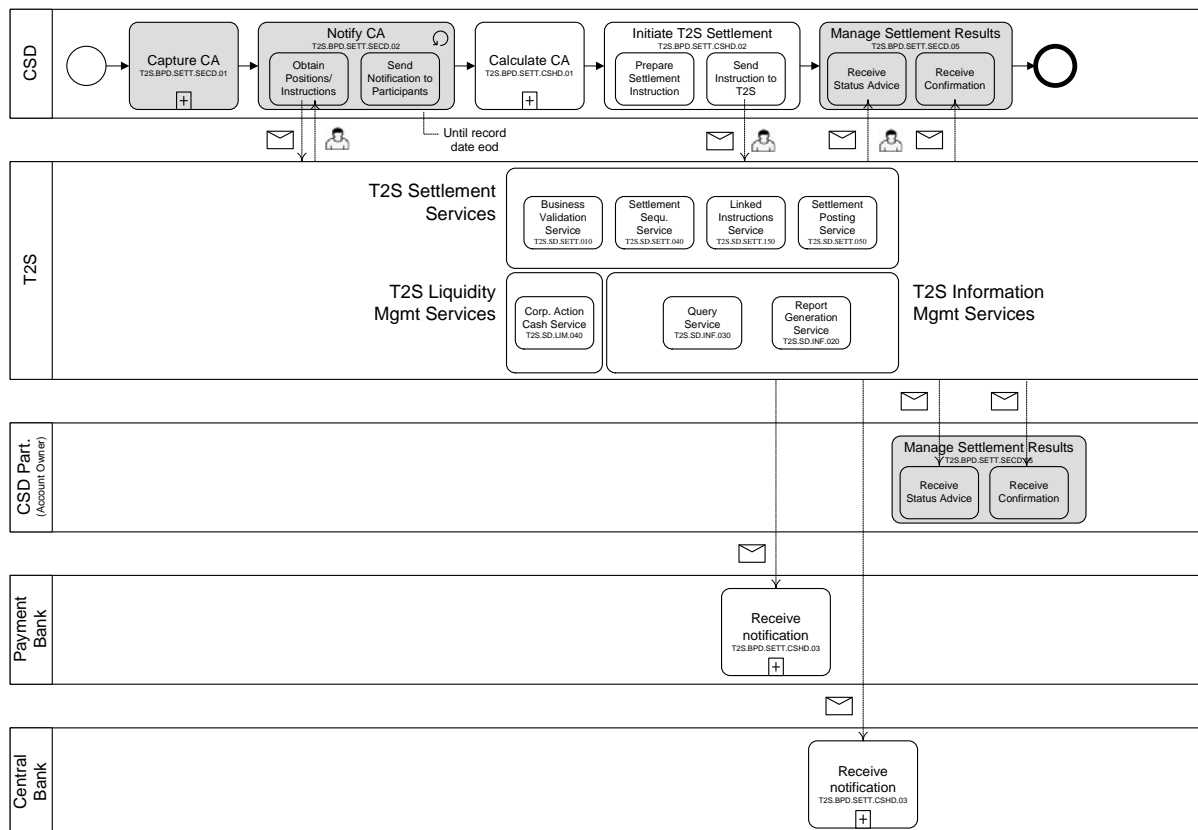 CSD
Capture CA
T2S.BPD.SETT.SECD.01
+
Notify CA
T2S.BPD.SETT.SECD.02
Obtain
Positions/
Instructions
Send
Notification to
Participants
Calculate CA
T2S.BPD.SETT.CSHD.01
+
Initiate T2S Settlement
T2S.BPD.SETT.CSHD.02
Prepare
Settlement
Instruction
Send
Instruction to
T2S
Manage Settlement Results
T2S.BPD.SETT.SECD.05
Receive
Status Advice
Receive
Confirmation
Until record
date eod
T2S
T2S Settlement
Services
Business
Validation
Service
T2S.SD.SETT.010
Settlement
Sequ.
Service
T2S.SD.SETT.040
Linked
Instructions
Service
T2S.SD.SETT.150
Settlement
Posting
Service
T2S.SD.SETT.050
T2S Liquidity
Mgmt Services
Corp. Action
Cash Service
T2S.SD.LIM.040
Query
Service
T2S.SD.INF.030
Report
Generation
Service
T2S.SD.INF.020
T2S Information
Mgmt Services
CSD Part.
(Account Owner)
Manage Settlement Results
T2S.BPD.SETT.SECD.05
Receive
Status Advice
Receive
Confirmation
Payment
Bank
Receive
notification
T2S.BPD.SETT.CSHD.03
+
Central
Bank
Receive
notification
T2S.BPD.SETT.CSHD.03
+